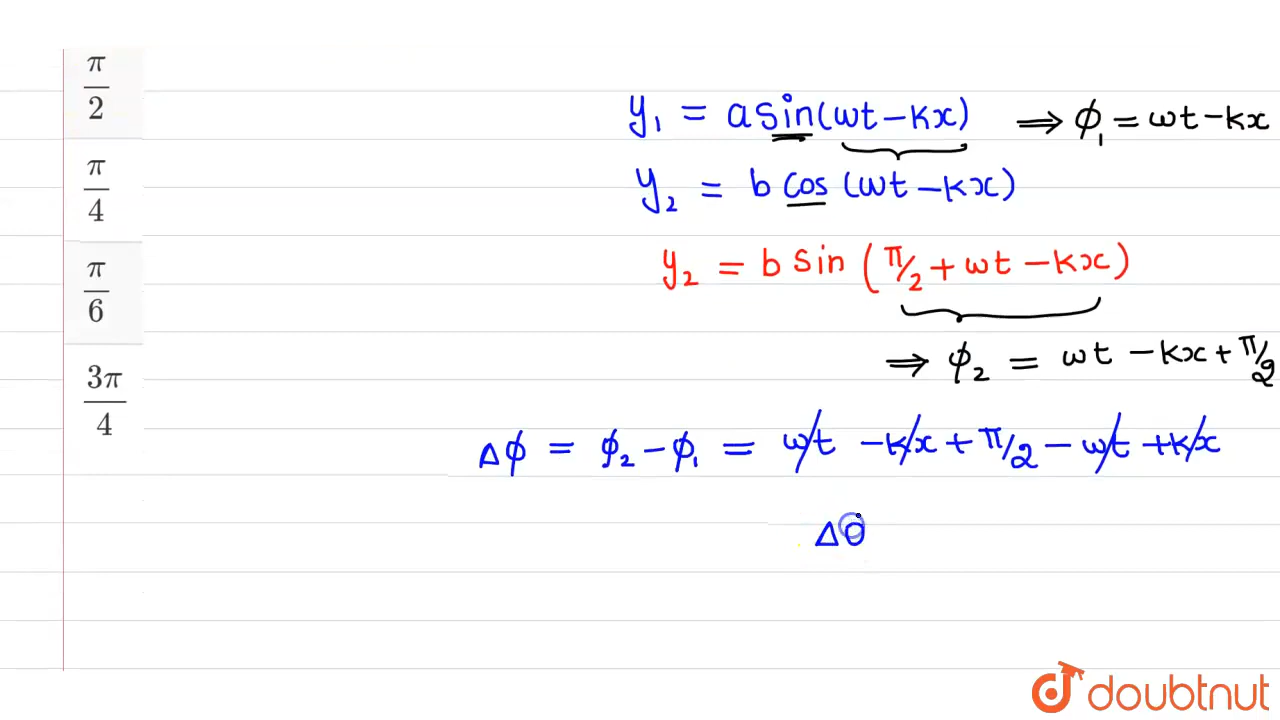 π/2
π/4
π/6
3π/4
y₁ = a sin(ωt − kx) ⟹ ϕ₁ = ωt − kx
y₂ = b cos (ωt − kx)
y₂ = b sin (π/2 + ωt − kx)
⟹ ϕ₂ = ωt − kx + π/2
Δϕ = ϕ₂ − ϕ₁ = ωt − kx + π/2 − ωt + kx
Δ
doubtnut